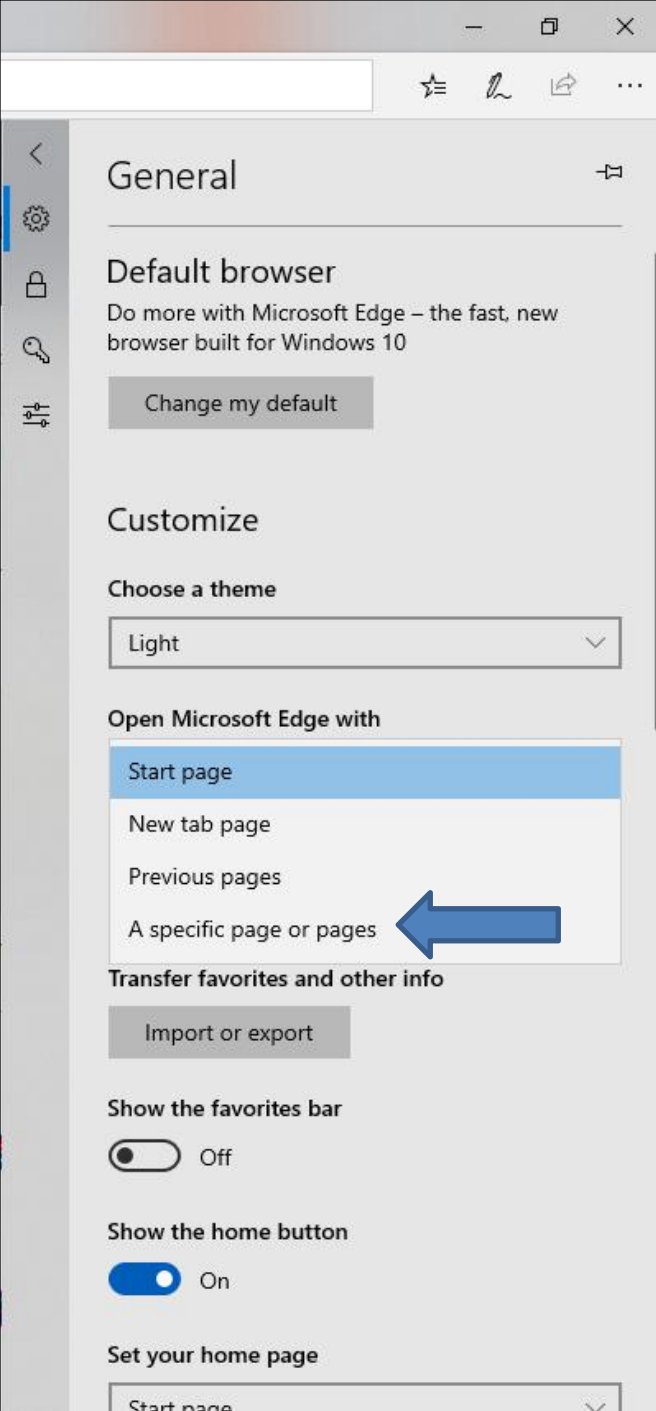 General
Default browser
Do more with Microsoft Edge – the fast, new
browser built for Windows 10
Change my default
Customize
Choose a theme
Light
Open Microsoft Edge with
Start page
New tab page
Previous pages
A specific page or pages
Transfer favorites and other info
Import or export
Show the favorites bar
Off
Show the home button
On
Set your home page
Start page